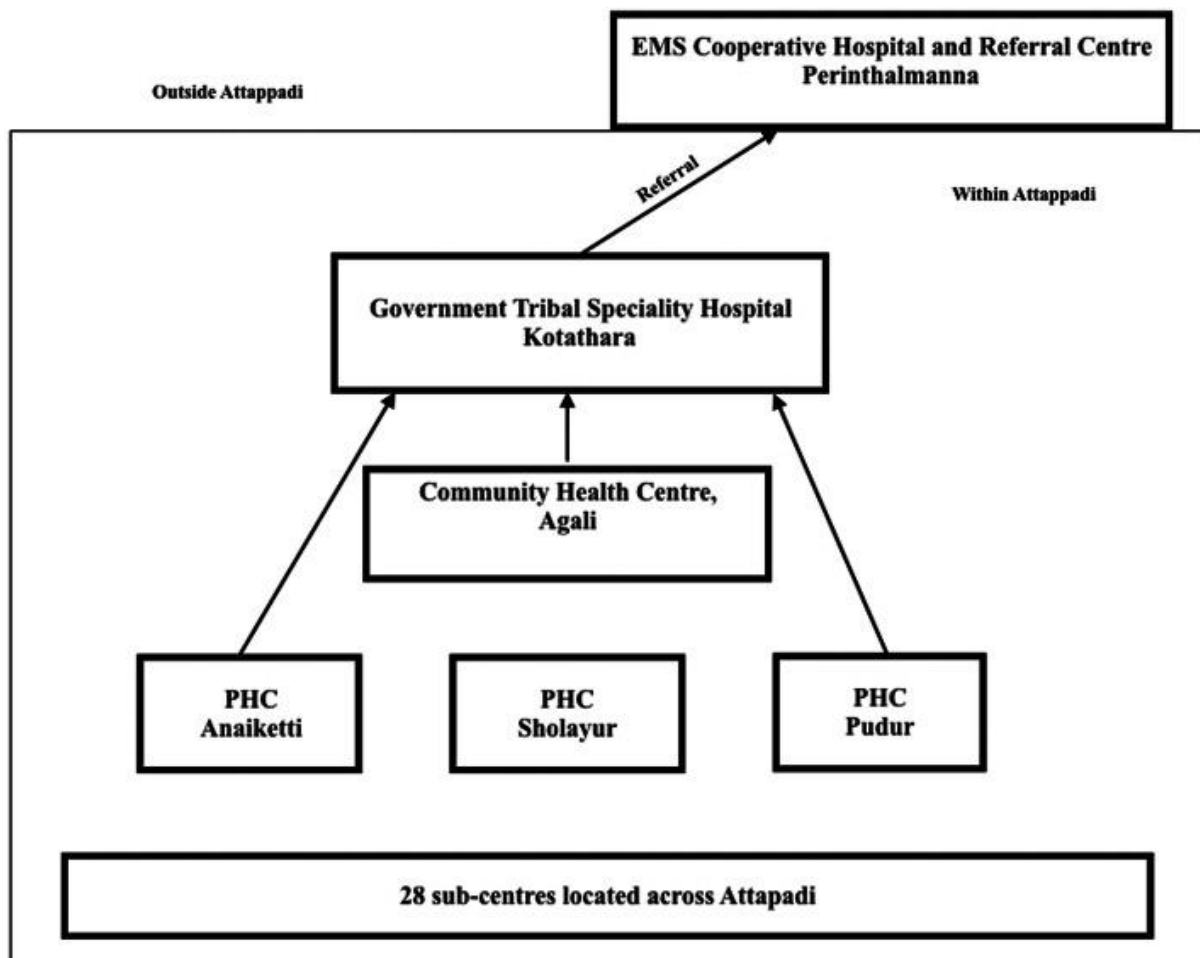 EMS Cooperative Hospital and Referral Centre
Perinthalmanna
Outside Attappadi
Referral
Within Attappadi
Government Tribal Speciality Hospital
Kotathara
Community Health Centre,
Agali
PHC
Anaiketti
PHC
Sholayur
PHC
Pudur
28 sub-centres located across Attapadi